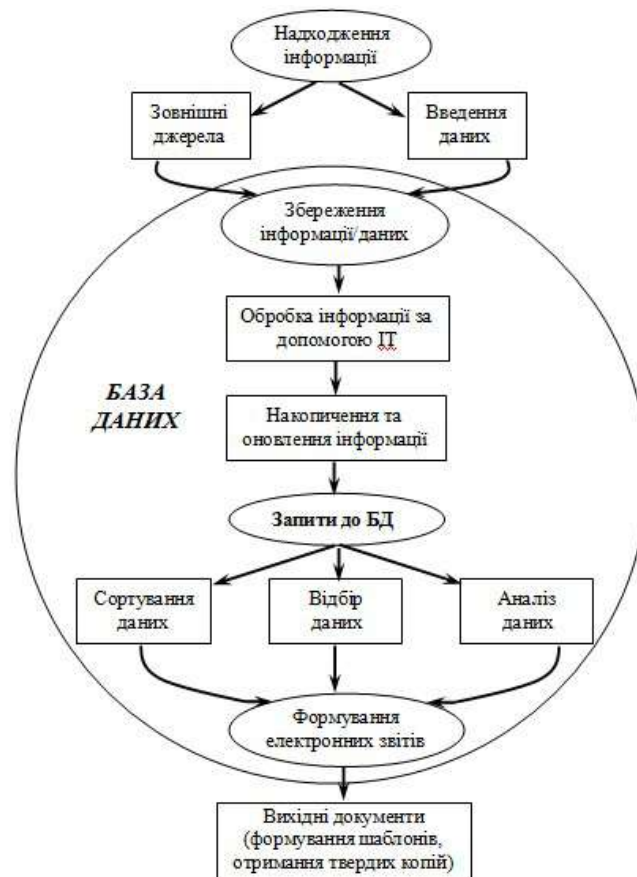 Надходження
інформації
Зовнішні
джерела
Введення
даних
Збереження
інформації/даних
Обробка інформації за
допомогою ІТ
БАЗА
ДАНИХ
Накопичення та
оновлення інформації
Запити до БД
Сортування
даних
Відбір
даних
Аналіз
даних
Формування
електронних звітів
Вихідні документи
(формування шаблонів,
отримання твердих копій)